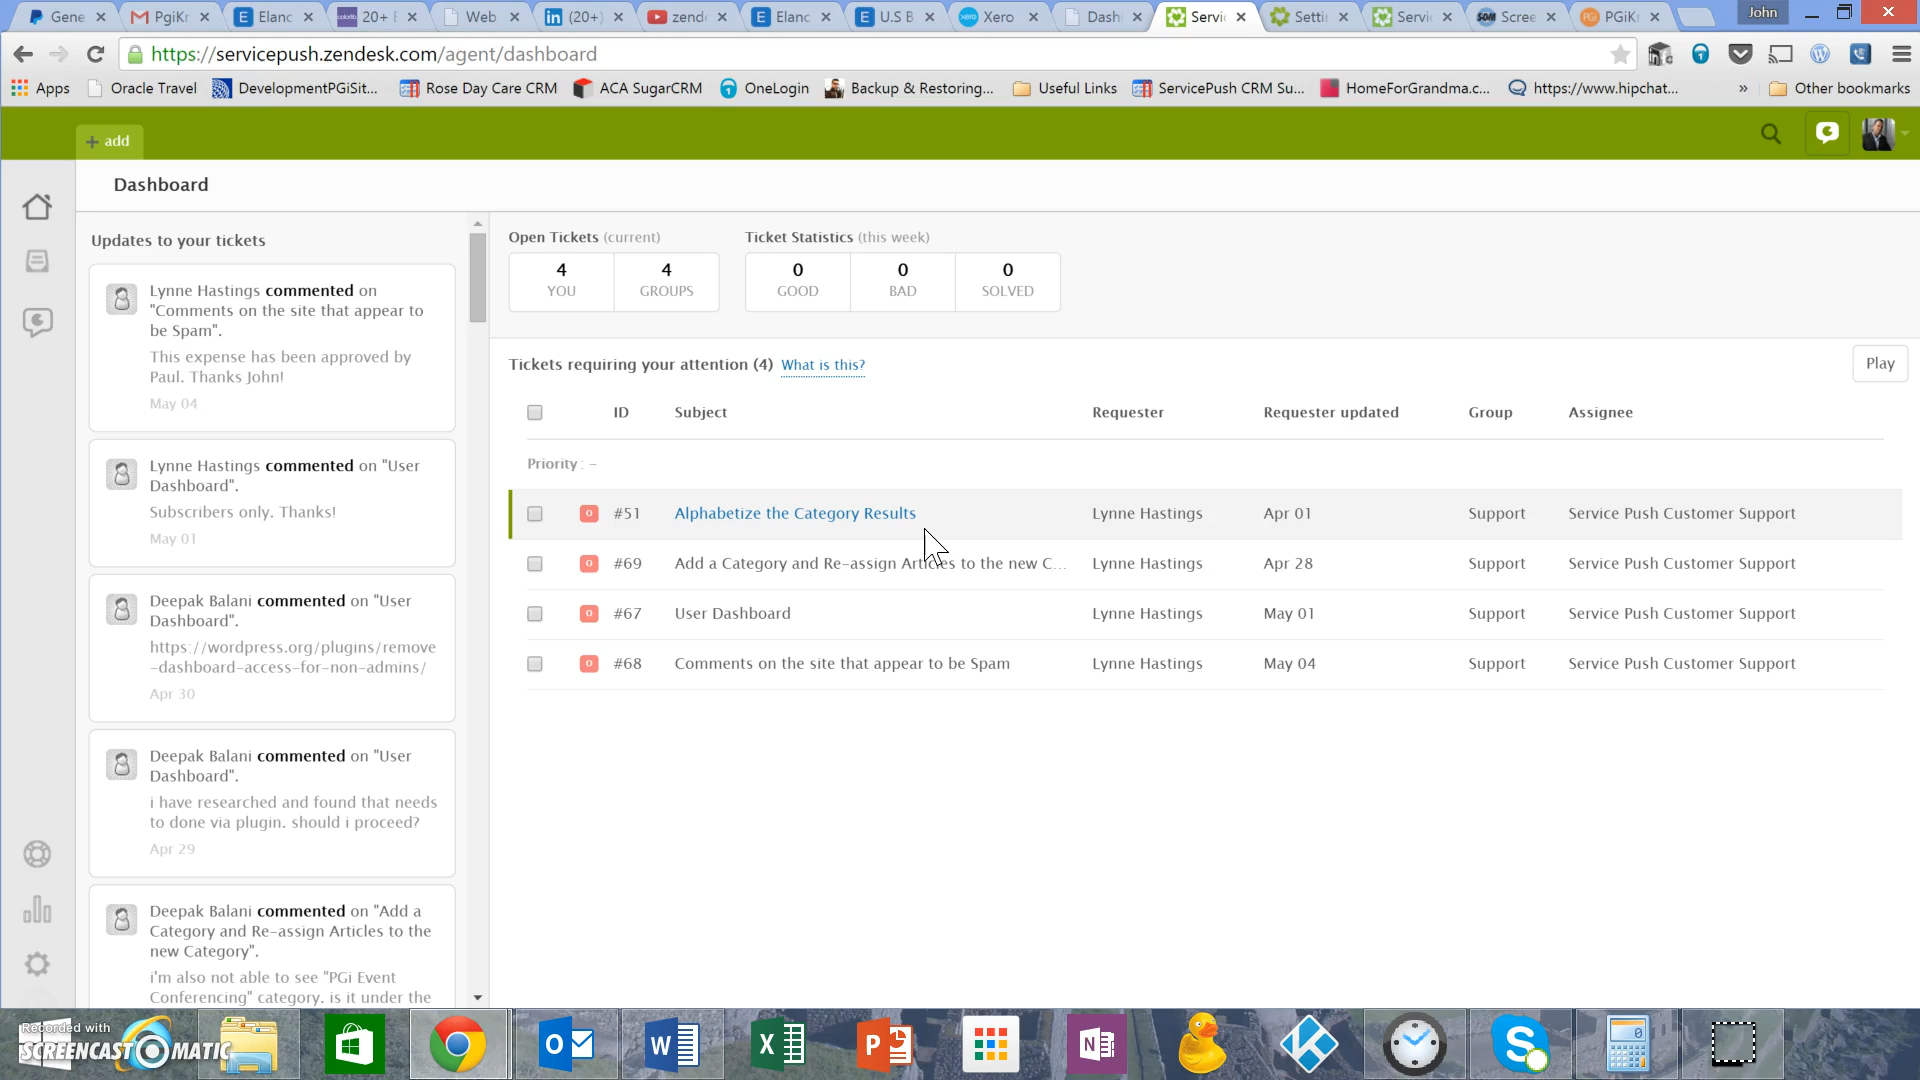 Gene
PgiKr
Elanc
20+ E
Web
(20+)
zende
Elanc
U.S B
Xero
Dash
Servic
Settin
Servic
Scree
PGiKr
John
https://servicepush.zendesk.com/agent/dashboard
Apps
Oracle Travel
DevelopmentPGiSit...
Rose Day Care CRM
ACA SugarCRM
OneLogin
Backup & Restoring...
Useful Links
ServicePush CRM Su...
HomeForGrandma.c...
https://www.hipchat...
»
Other bookmarks
+ add
Dashboard
Updates to your tickets
Lynne Hastings commented on
"Comments on the site that appear to
be Spam".
This expense has been approved by
Paul. Thanks John!
May 04
Lynne Hastings commented on "User
Dashboard".
Subscribers only. Thanks!
May 01
Deepak Balani commented on "User
Dashboard".
https://wordpress.org/plugins/remove
-dashboard-access-for-non-admins/
Apr 30
Deepak Balani commented on "User
Dashboard".
i have researched and found that needs
to done via plugin. should i proceed?
Apr 29
Deepak Balani commented on "Add a
Category and Re-assign Articles to the
new Category".
i'm also not able to see "PGi Event
Conferencing" category. is it under the
Open Tickets (current)
4 4
YOU GROUPS
Ticket Statistics (this week)
0 0 0
GOOD BAD SOLVED
Tickets requiring your attention (4) What is this?
Play
ID Subject Requester Requester updated Group Assignee
Priority : –
o #51 Alphabetize the Category Results Lynne Hastings Apr 01 Support Service Push Customer Support
o #69 Add a Category and Re-assign Articles to the new C... Lynne Hastings Apr 28 Support Service Push Customer Support
o #67 User Dashboard Lynne Hastings May 01 Support Service Push Customer Support
o #68 Comments on the site that appear to be Spam Lynne Hastings May 04 Support Service Push Customer Support
Recorded with
SCREENCAST-O-MATIC